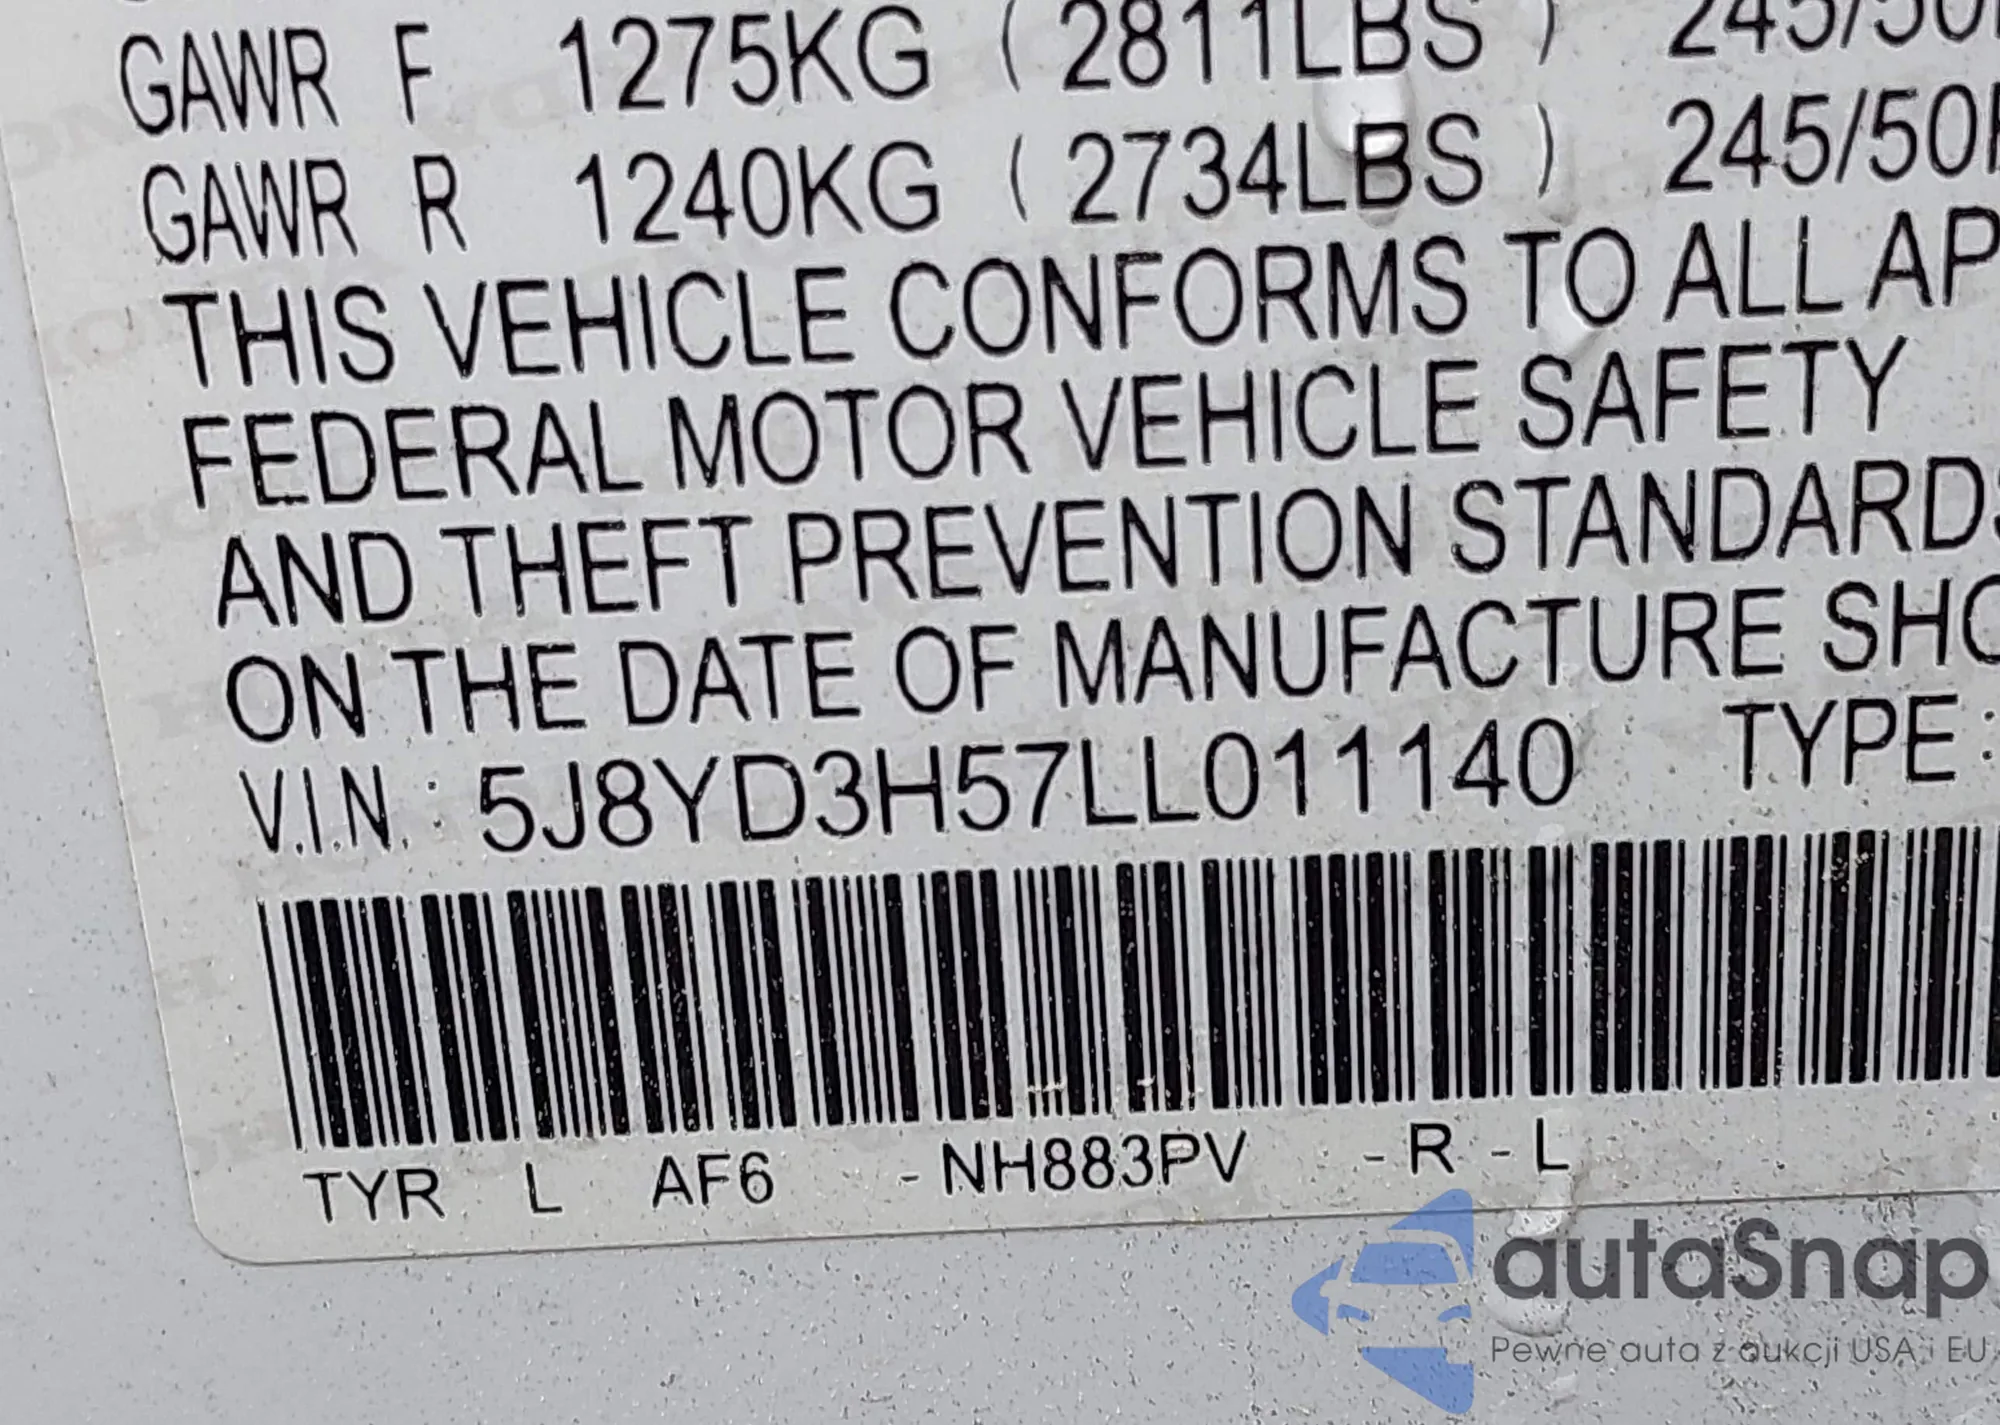 GAWR F 1275KG ( 2811LBS ) 245/50
GAWR R 1240KG ( 2734LBS ) 245/50
THIS VEHICLE CONFORMS TO ALL AP
FEDERAL MOTOR VEHICLE SAFETY
AND THEFT PREVENTION STANDARDS
ON THE DATE OF MANUFACTURE SHO
V.I.N. : 5J8YD3H57LL011140 TYPE :
TYR L AF6 - NH883PV - R - L
autaSnap
Pewne auta z aukcji USA i EU